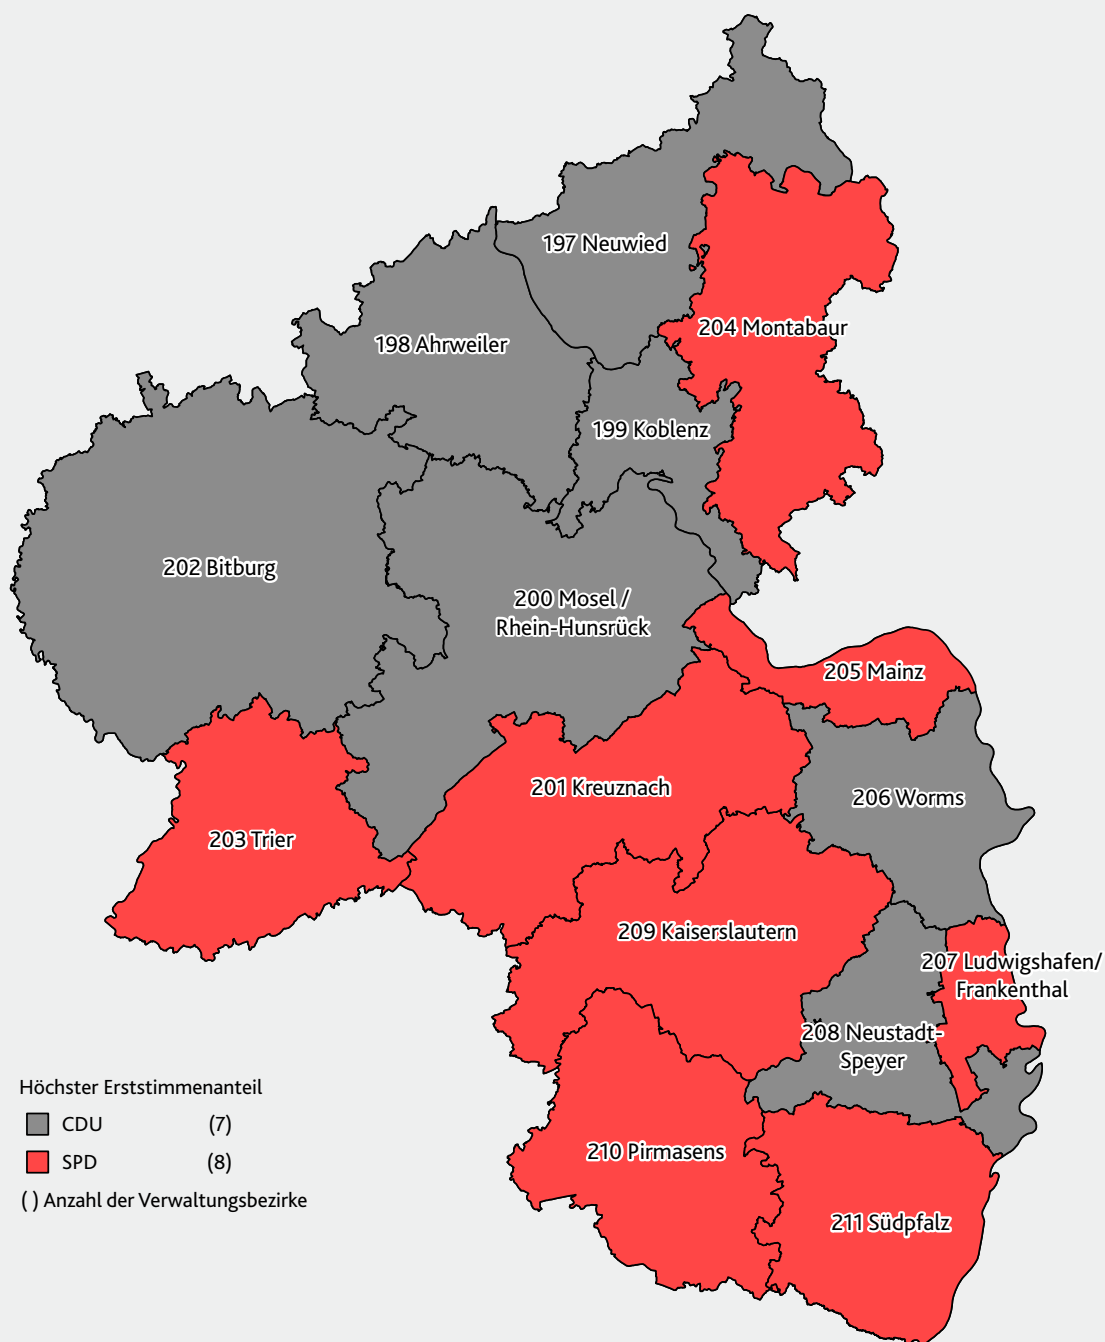 197 Neuwied
204 Montabaur
198 Ahrweiler
199 Koblenz
202 Bitburg
200 Mosel /
Rhein-Hunsrück
205 Mainz
201 Kreuznach
206 Worms
203 Trier
209 Kaiserslautern
207 Ludwigshafen/
Frankenthal
208 Neustadt-
Speyer
210 Pirmasens
211 Südpfalz
Höchster Erststimmenanteil
CDU (7)
SPD (8)
( ) Anzahl der Verwaltungsbezirke